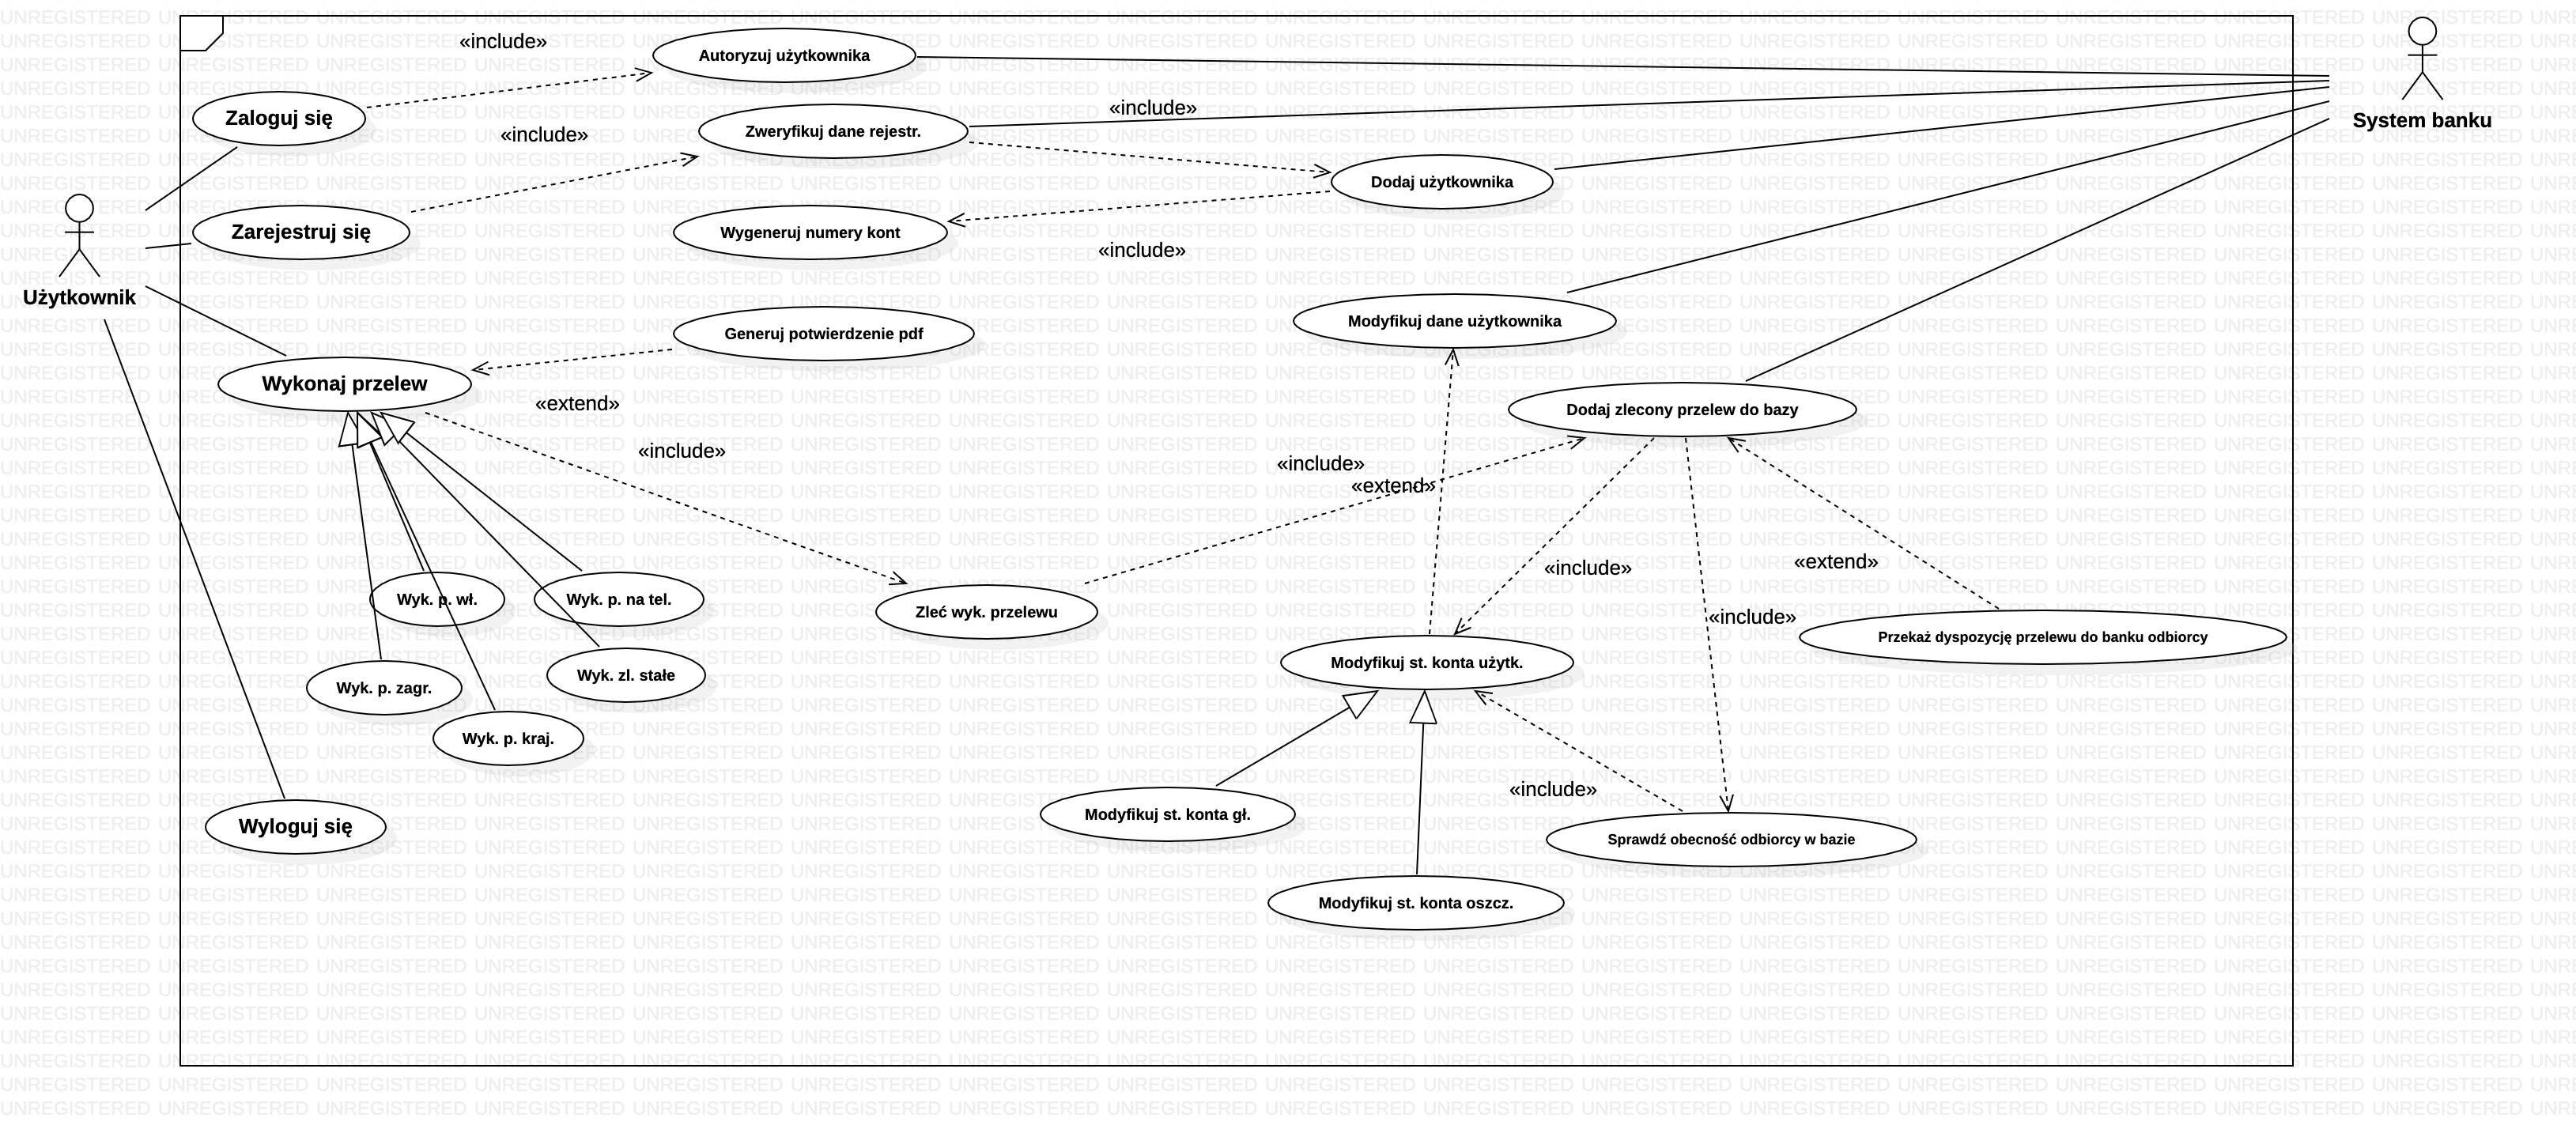 «include»
Autoryzuj użytkownika
Zaloguj się
«include»
Zweryfikuj dane rejestr.
«include»
System banku
Dodaj użytkownika
Zarejestruj się
Wygeneruj numery kont
«include»
Użytkownik
Generuj potwierdzenie pdf
Modyfikuj dane użytkownika
Wykonaj przelew
«extend»
Dodaj zlecony przelew do bazy
«include»
«include»
«extend»
«include»
«extend»
Wyk. p. wł.
Wyk. p. na tel.
Zleć wyk. przelewu
«include»
Przekaż dyspozycję przelewu do banku odbiorcy
Modyfikuj st. konta użytk.
Wyk. zl. stałe
Wyk. p. zagr.
Wyk. p. kraj.
«include»
Modyfikuj st. konta gł.
Wyloguj się
Sprawdź obecność odbiorcy w bazie
Modyfikuj st. konta oszcz.
UNREGISTERED